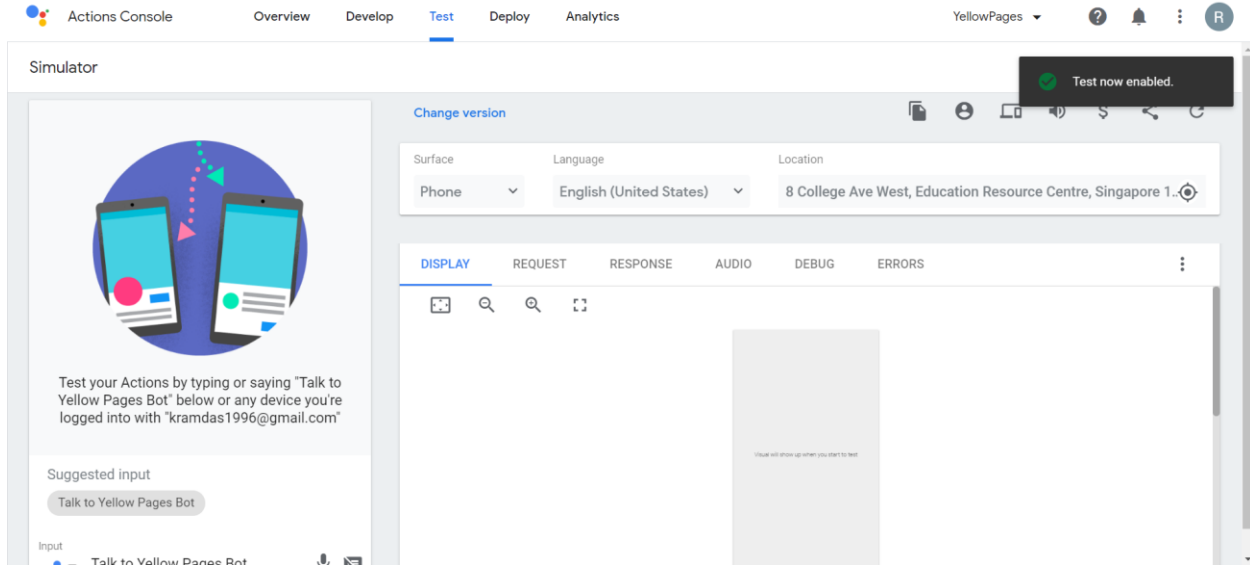 Actions Console Overview Develop Test Deploy Analytics YellowPages R
Simulator
Test now enabled.
Change version
Surface Language Location
Phone English (United States) 8 College Ave West, Education Resource Centre, Singapore 1..
DISPLAY REQUEST RESPONSE AUDIO DEBUG ERRORS
Visual will show up when you start to test
Test your Actions by typing or saying "Talk to
Yellow Pages Bot" below or any device you're
logged into with "kramdas1996@gmail.com"
Suggested input
Talk to Yellow Pages Bot
Input
Talk to Yellow Pages Bot